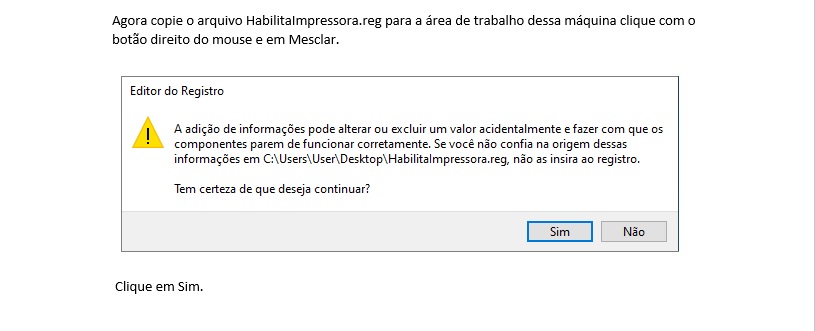 Agora copie o arquivo HabilitaImpressora.reg para a área de trabalho dessa máquina clique com o
botão direito do mouse e em Mesclar.
Editor do Registro
A adição de informações pode alterar ou excluir um valor acidentalmente e fazer com que os
componentes parem de funcionar corretamente. Se você não confia na origem dessas
informações em C:\Users\User\Desktop\HabilitaImpressora.reg, não as insira ao registro.
Tem certeza de que deseja continuar?
Sim Não
Clique em Sim.